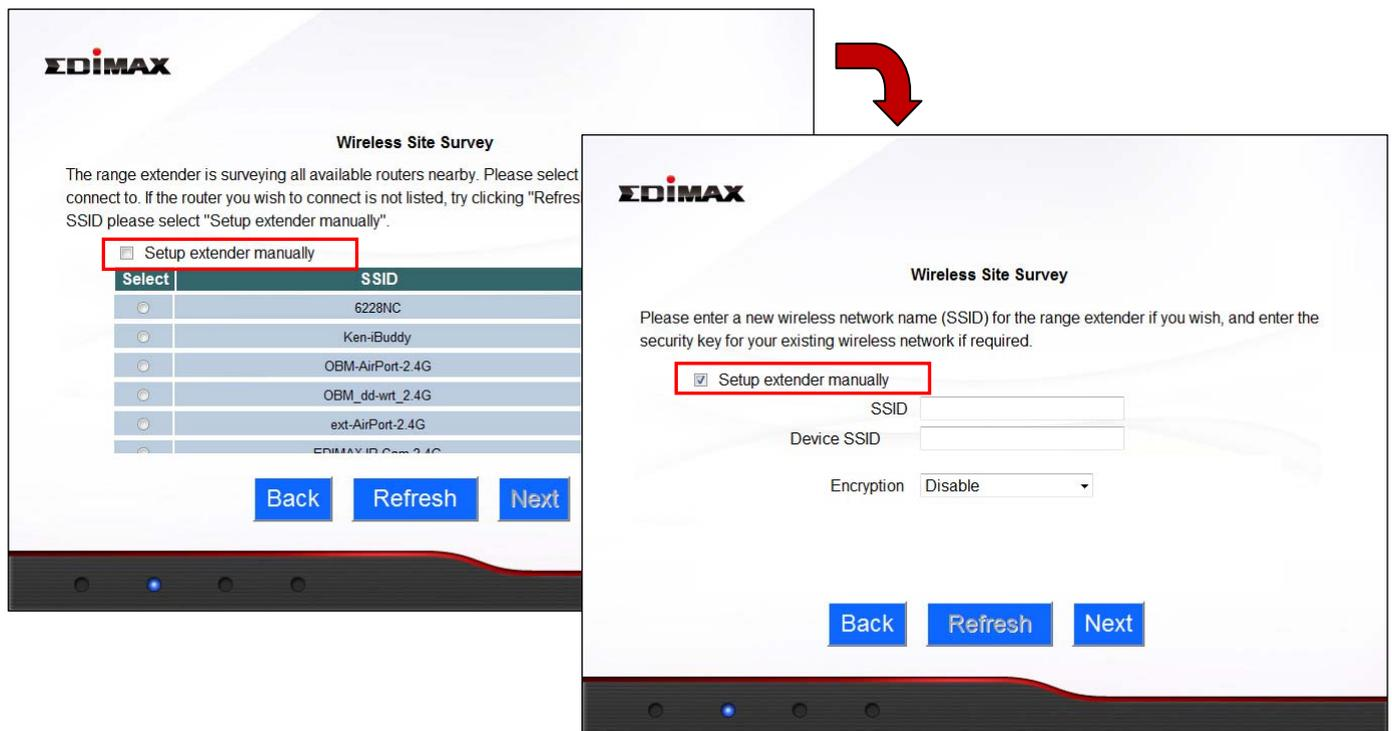 EDIMAX
Wireless Site Survey
The range extender is surveying all available routers nearby. Please select
connect to. If the router you wish to connect is not listed, try clicking "Refres
SSID please select "Setup extender manually".
Setup extender manually
Select SSID
6228NC
Ken-iBuddy
OBM-AirPort-2.4G
OBM_dd-wrt_2.4G
ext-AirPort-2.4G
EDIMAX-IP Cam 2.4G
Back Refresh Next
EDIMAX
Wireless Site Survey
Please enter a new wireless network name (SSID) for the range extender if you wish, and enter the
security key for your existing wireless network if required.
Setup extender manually
SSID
Device SSID
Encryption Disable
Back Refresh Next